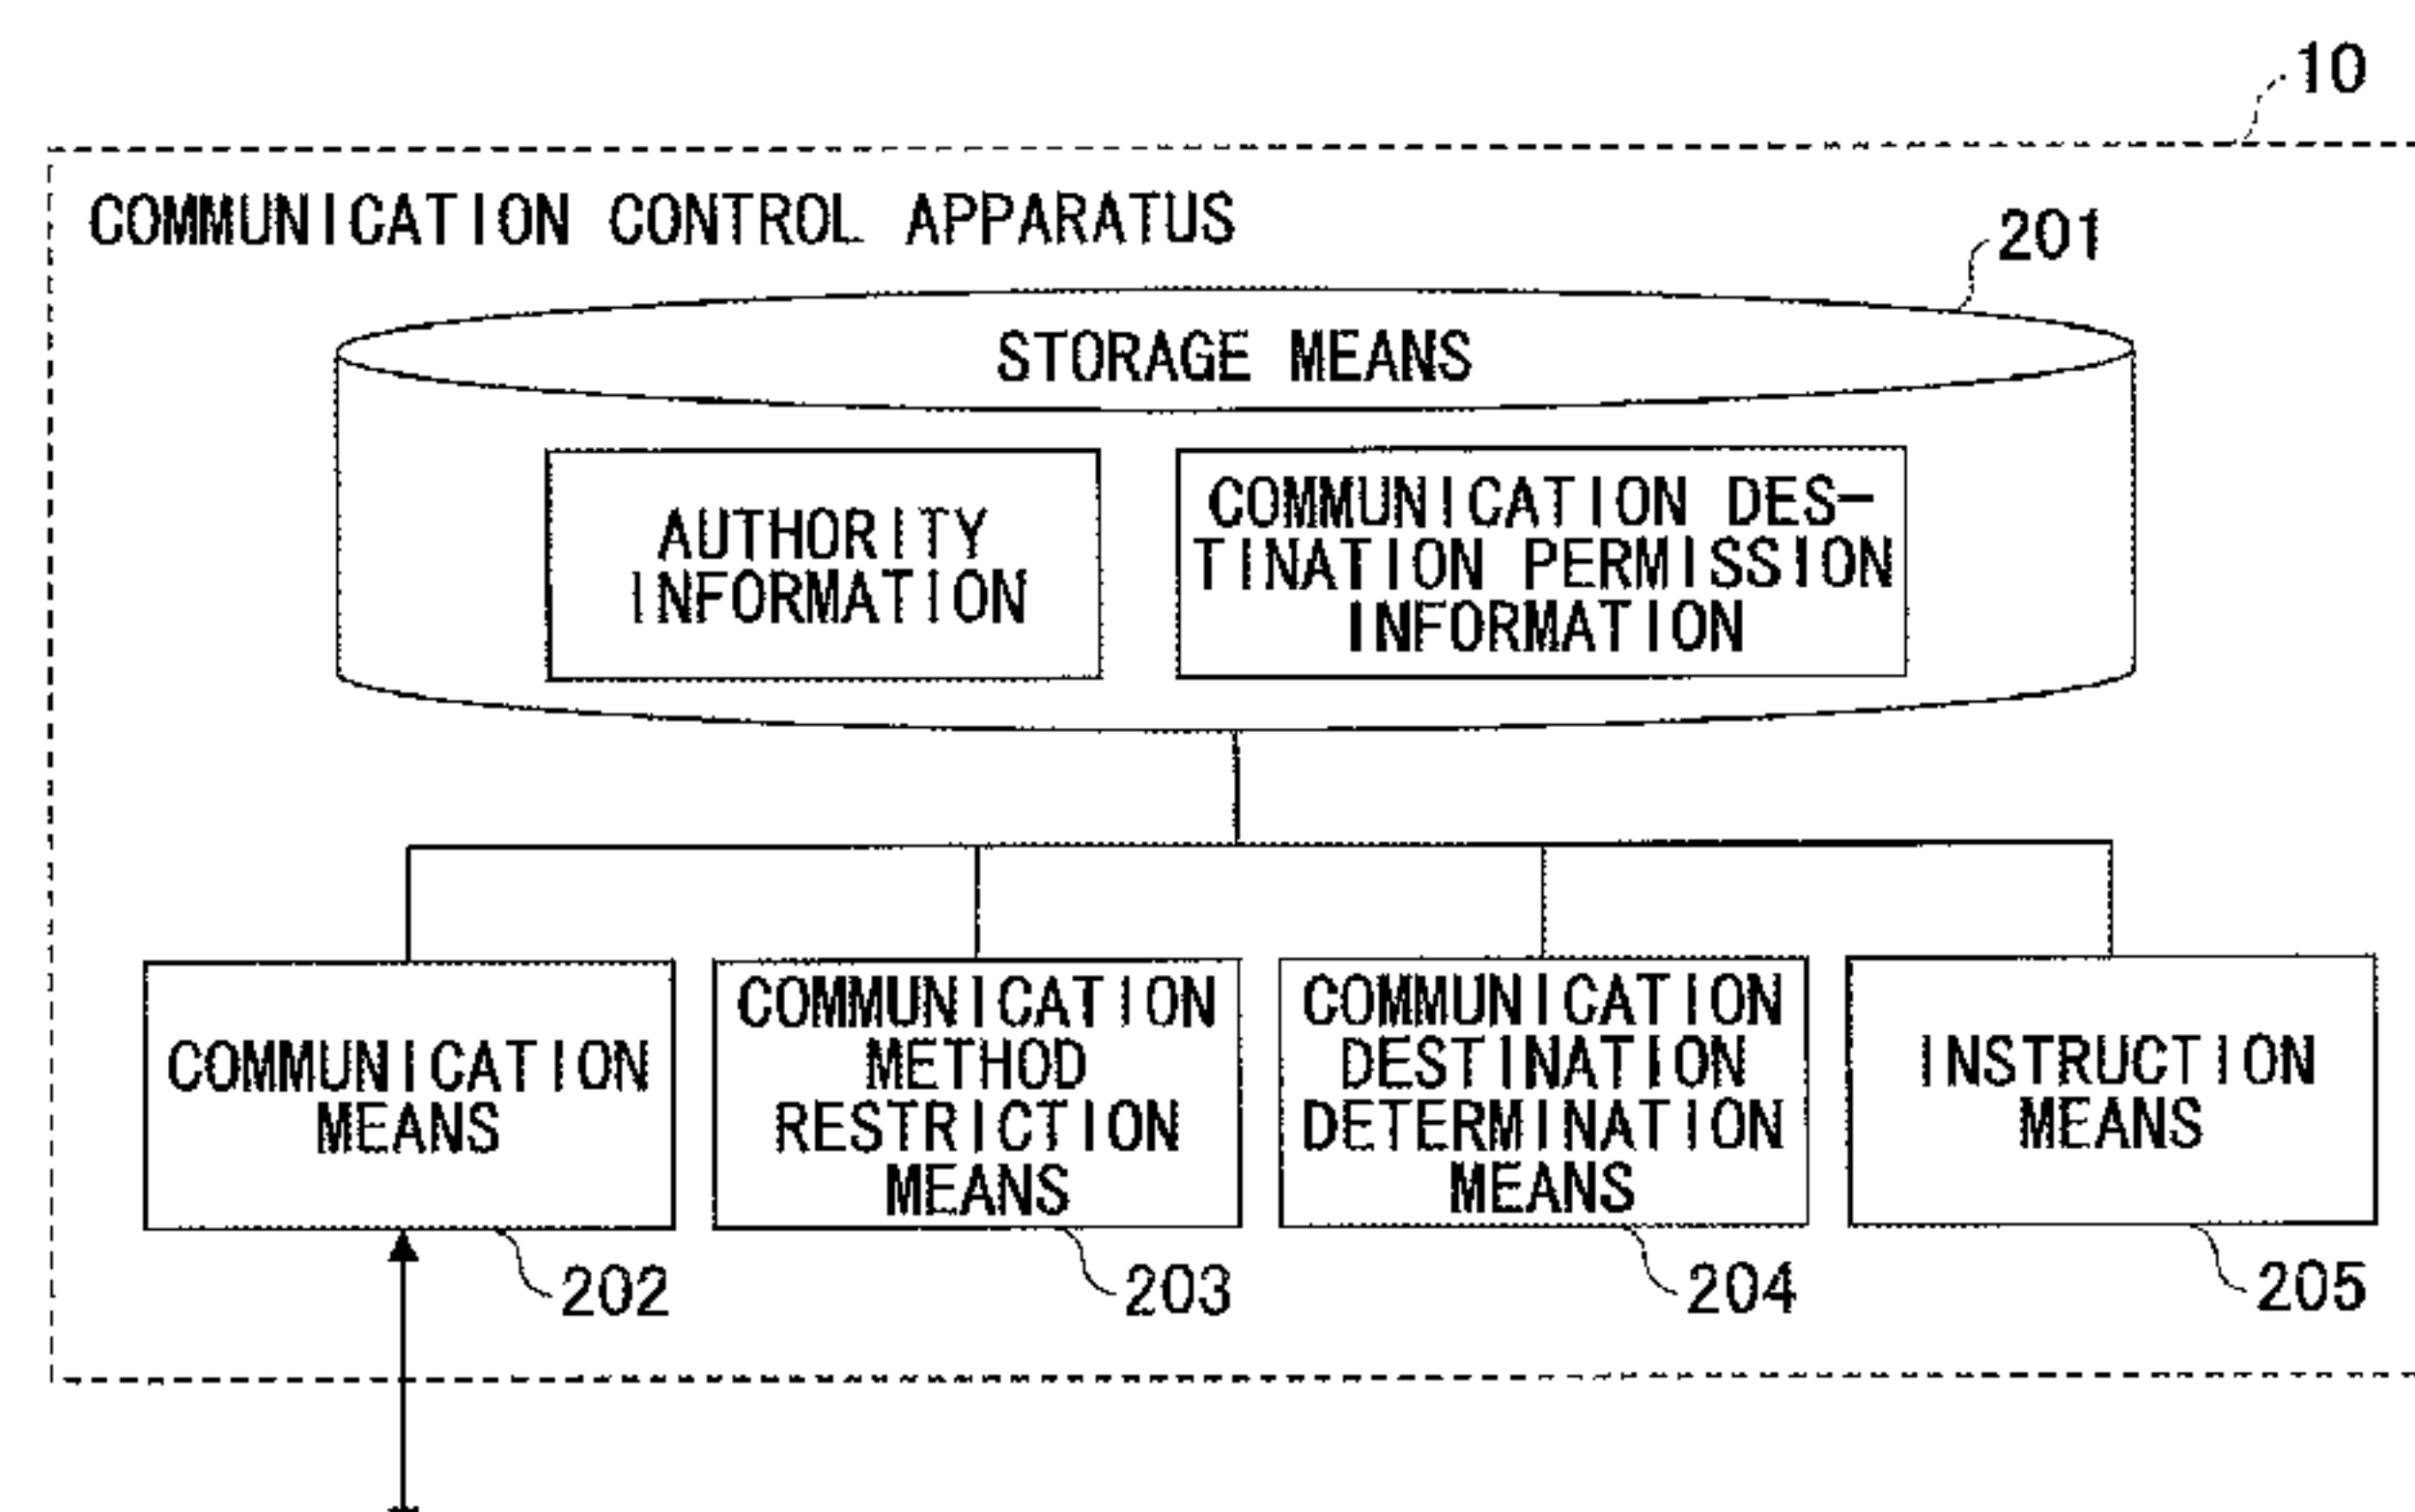 10
COMMUNICATION CONTROL APPARATUS
201
STORAGE MEANS
AUTHORITY
INFORMATION
COMMUNICATION DES-
TINATION PERMISSION
INFORMATION
COMMUNICATION
MEANS
202
COMMUNICATION
METHOD
RESTRICTION
MEANS
203
COMMUNICATION
DESTINATION
DETERMINATION
MEANS
204
INSTRUCTION
MEANS
205